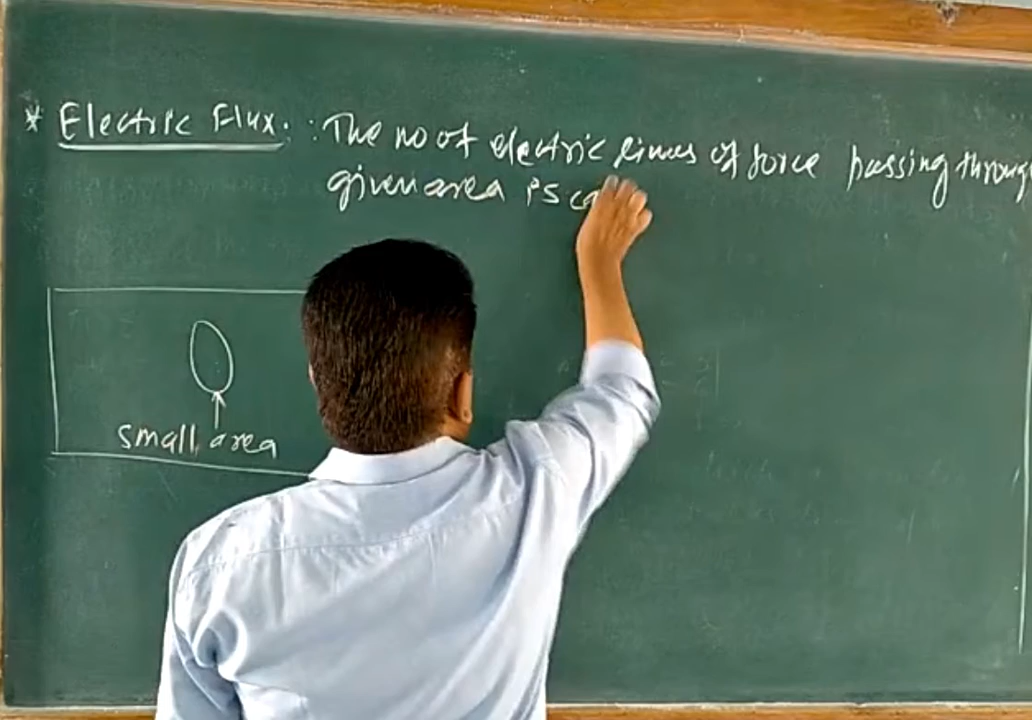 * Electric Flux. : The no of electric lines of force passing through
given area is ca
small area